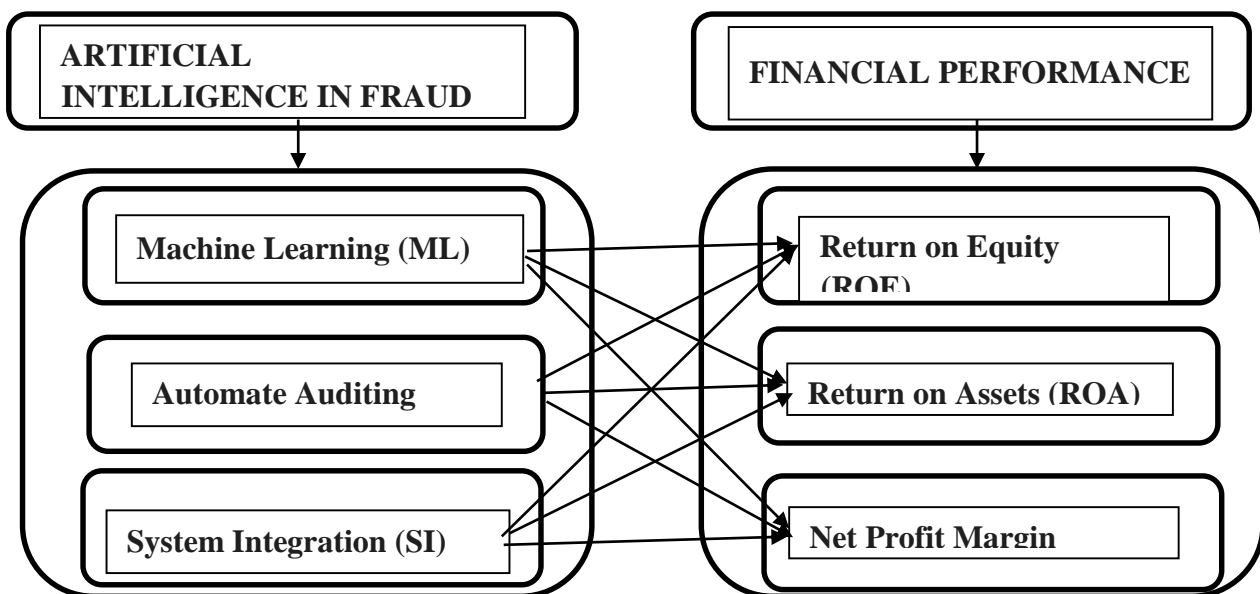 ARTIFICIAL
INTELLIGENCE IN FRAUD
FINANCIAL PERFORMANCE
Machine Learning (ML)
Return on Equity
(ROE)
Automate Auditing
Return on Assets (ROA)
System Integration (SI)
Net Profit Margin